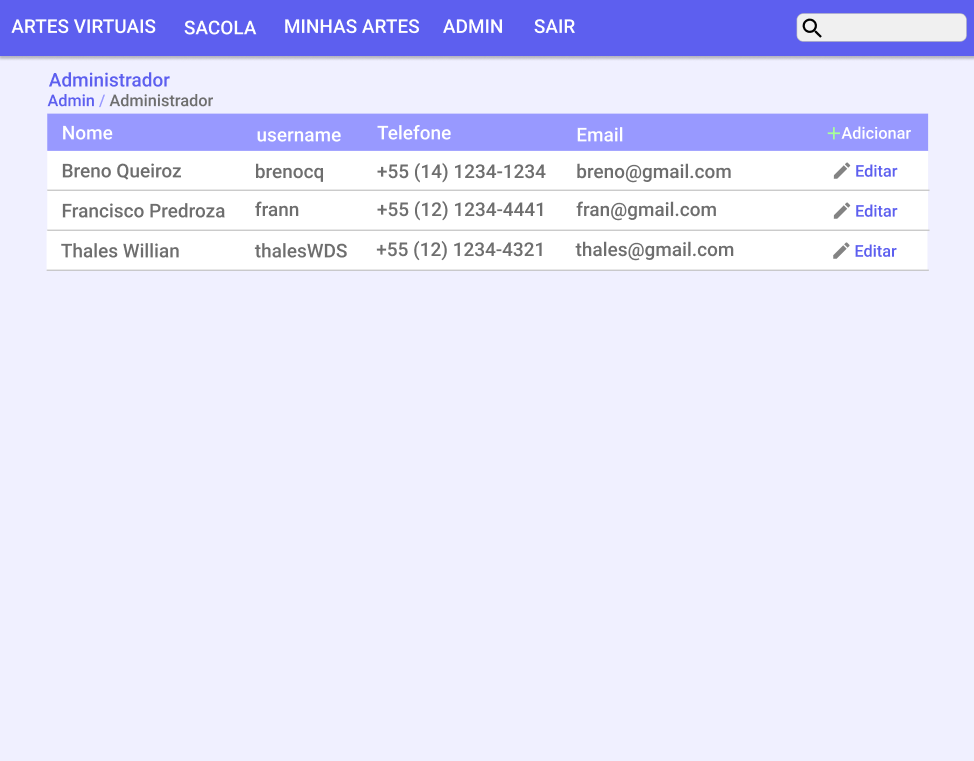 ARTES VIRTUAIS SACOLA MINHAS ARTES ADMIN SAIR
Administrador
Admin / Administrador
Nome username Telefone Email +Adicionar
Breno Queiroz brenocq +55 (14) 1234-1234 breno@gmail.com Editar
Francisco Pedroza frann +55 (12) 1234-4441 fran@gmail.com Editar
Thales Willian thalesWDS +55 (12) 1234-4321 thales@gmail.com Editar